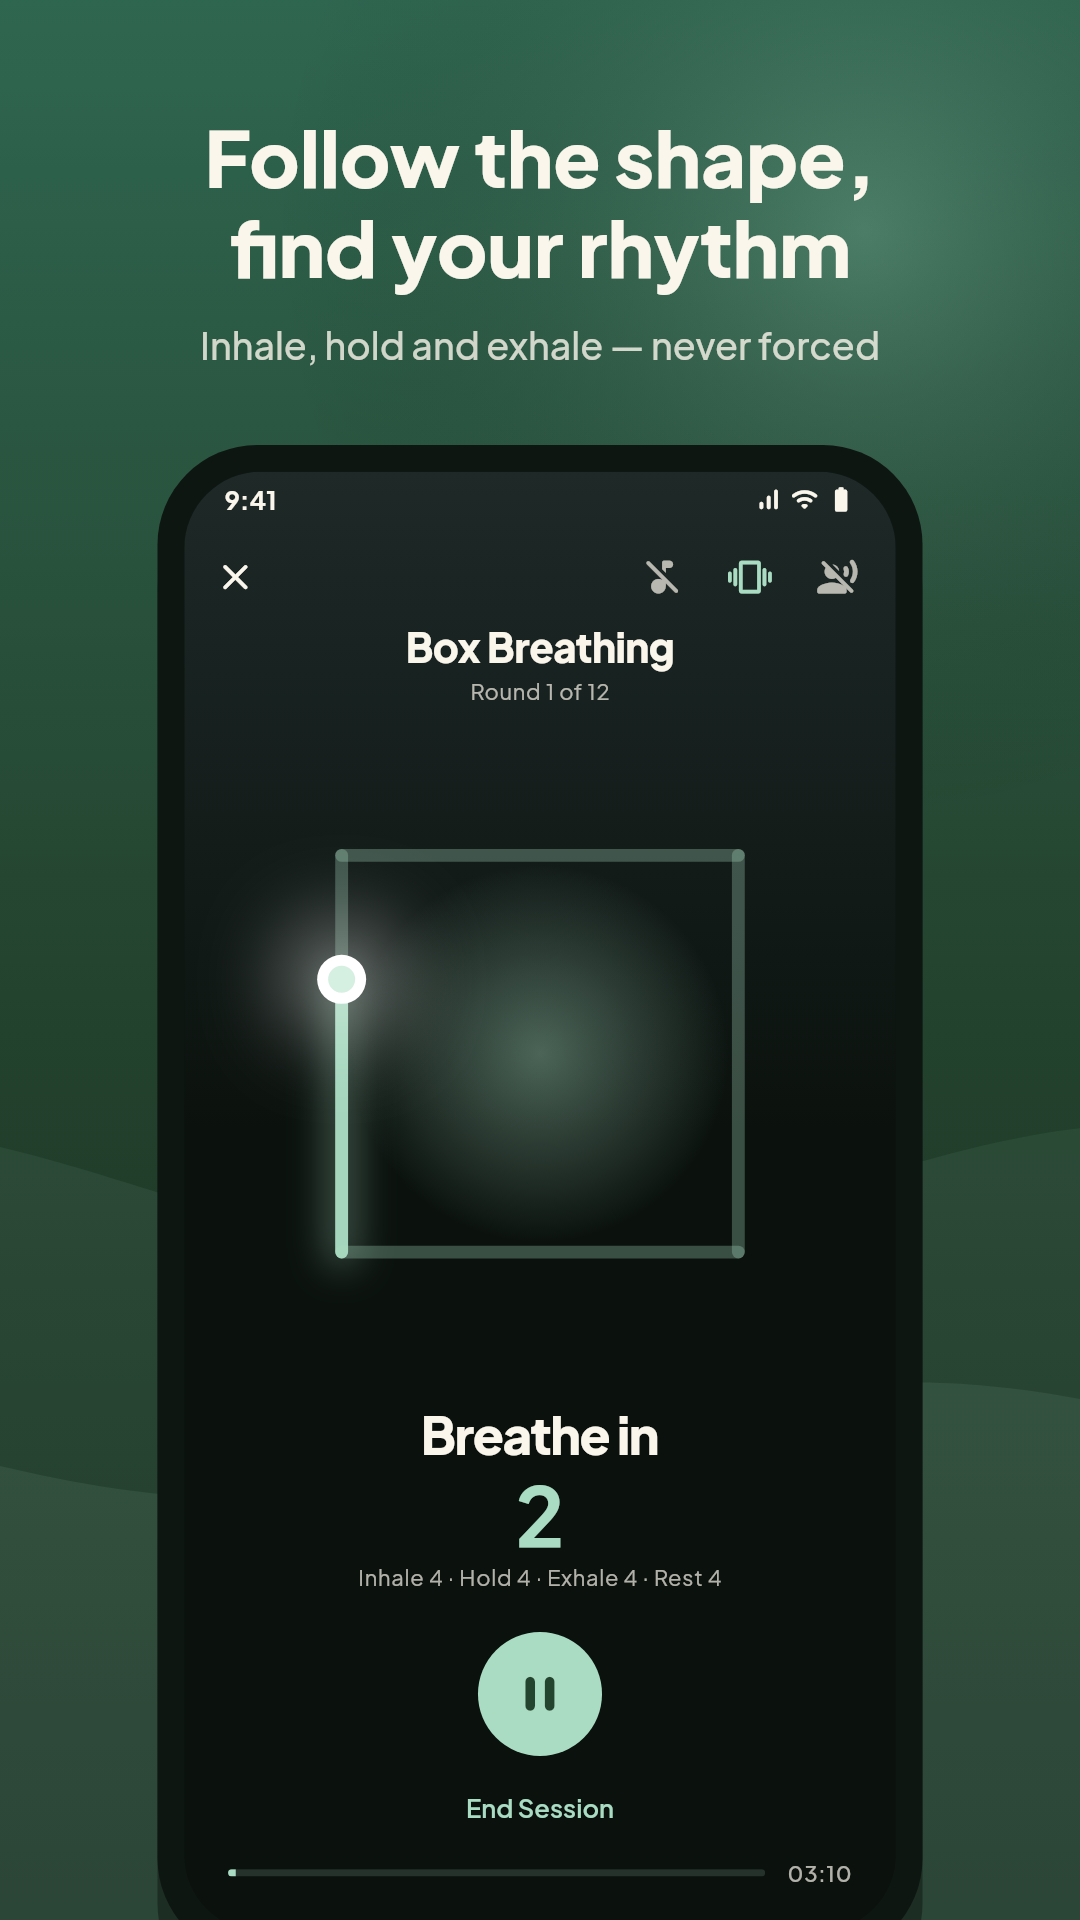 Follow the shape,
find your rhythm
Inhale, hold and exhale — never forced
9:41
Box Breathing
Round 1 of 12
Breathe in
2
Inhale 4 · Hold 4 · Exhale 4 · Rest 4
End Session
03:10